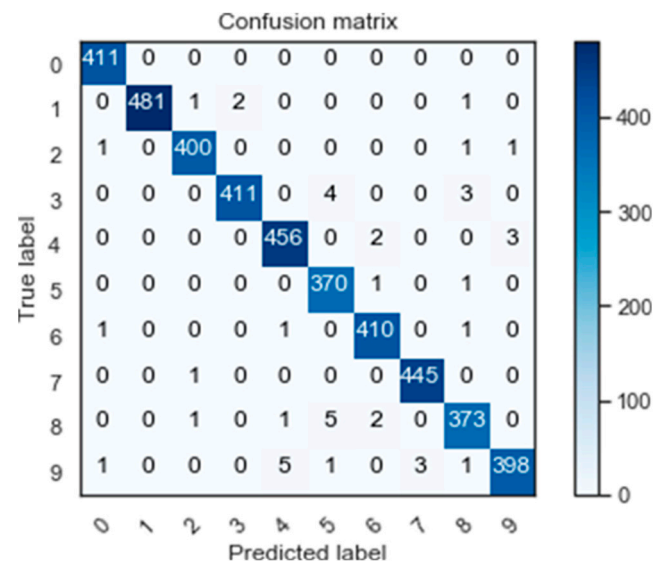 Confusion matrix
0 411 0 0 0 0 0 0 0 0 0
1 0 481 1 2 0 0 0 0 1 0
2 1 0 400 0 0 0 0 0 1 1
3 0 0 0 411 0 4 0 0 3 0
4 0 0 0 0 456 0 2 0 0 3
5 0 0 0 0 0 370 1 0 1 0
6 1 0 0 0 1 0 410 0 1 0
7 0 0 1 0 0 0 0 445 0 0
8 0 0 1 0 1 5 2 0 373 0
9 1 0 0 0 5 1 0 3 1 398
0 1 2 3 4 5 6 7 8 9
Predicted label
True label
400
300
200
100
0